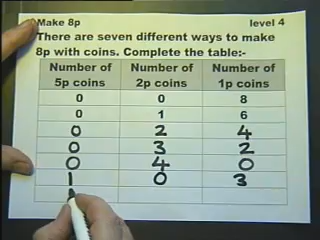 Make 8p level 4
There are seven different ways to make
8p with coins. Complete the table:-
Number of Number of Number of
5p coins 2p coins 1p coins
0 0 8
0 1 6
0 2 4
0 3 2
0 4 0
1 0 3